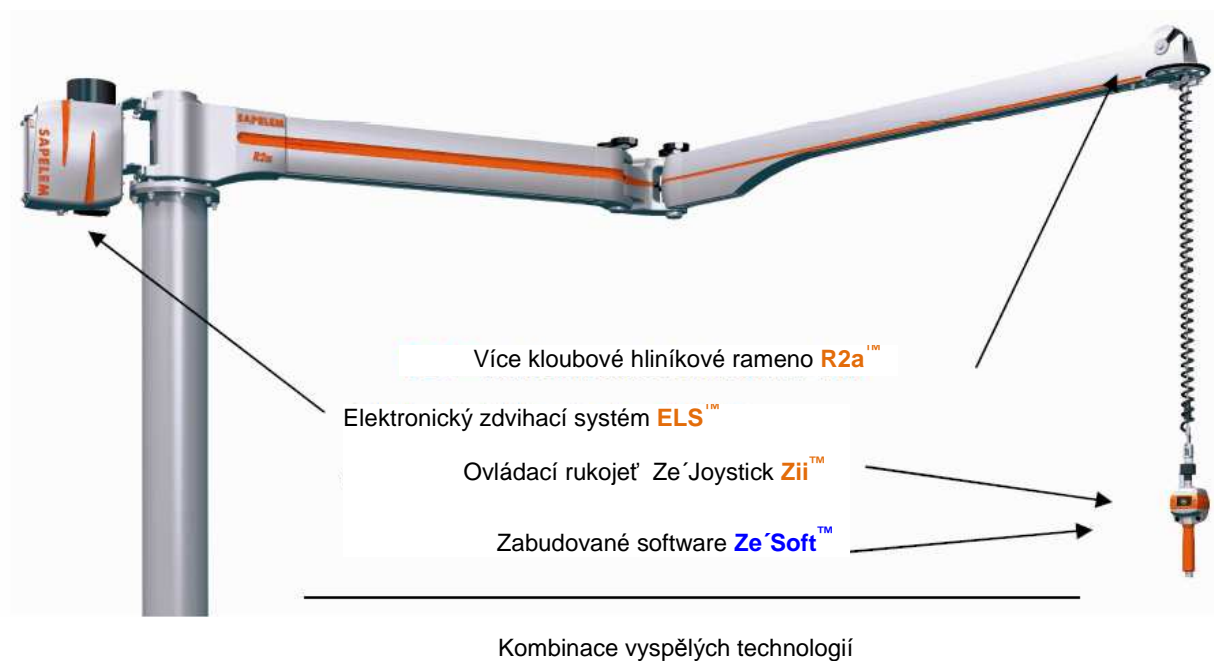 SAPELEM
SAPELEM
R2a
Více kloubové hliníkové rameno R2a™
Elektronický zdvihací systém ELS™
Ovládací rukojeť Ze´Joystick Zii™
Zabudované software Ze´Soft™
Kombinace vyspělých technologií